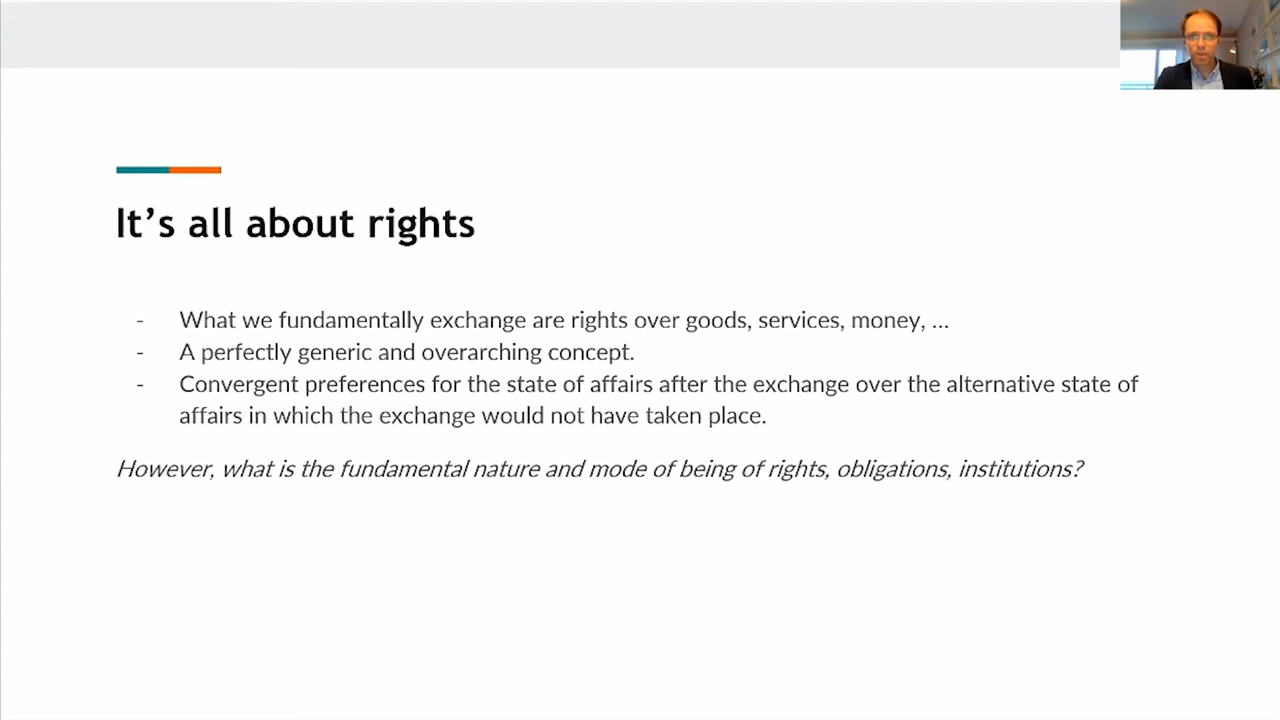 It’s all about rights
- What we fundamentally exchange are rights over goods, services, money, ...
- A perfectly generic and overarching concept.
- Convergent preferences for the state of affairs after the exchange over the alternative state of
affairs in which the exchange would not have taken place.
However, what is the fundamental nature and mode of being of rights, obligations, institutions?